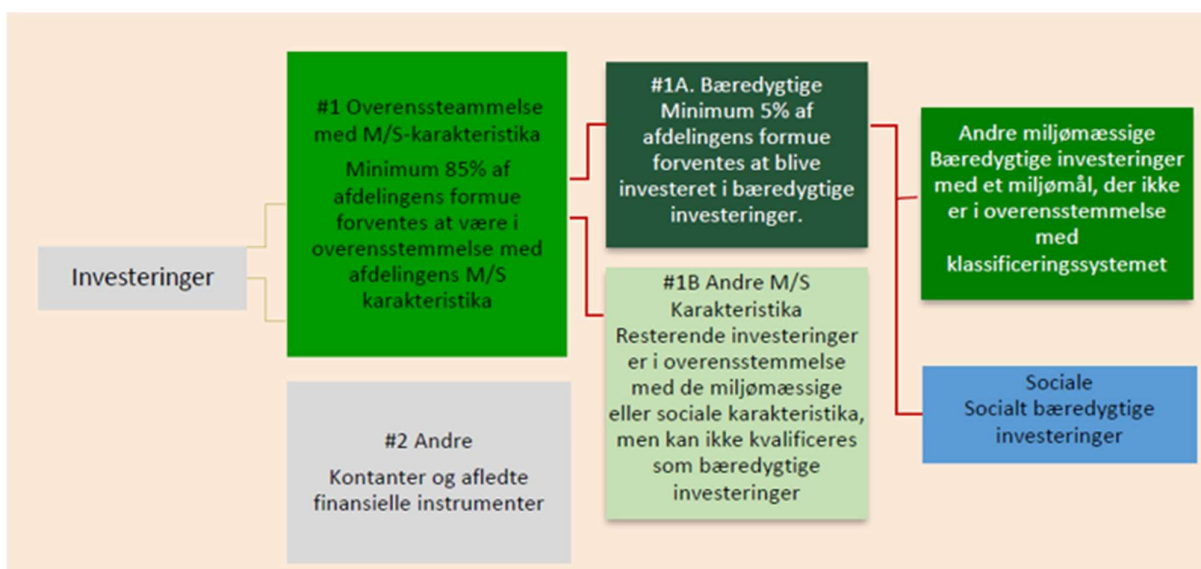 Investeringer
#1 Overenssteammelse
med M/S-karakteristika
Minimum 85% af
afdelingens formue
forventes at være i
overensstemmelse med
afdelingens M/S
karakteristika
#2 Andre
Kontanter og afledte
finansielle instrumenter
#1A. Bæredygtige
Minimum 5% af
afdelingens formue
forventes at blive
investeret i bæredygtige
investeringer.
#1B Andre M/S
Karakteristika
Resterende investeringer
er i overensstemmelse
med de miljømæssige
eller sociale karakteristika,
men kan ikke kvalificeres
som bæredygtige
investeringer
Andre miljømæssige
Bæredygtige investeringer
med et miljømål, der ikke
er i overensstemmelse
med
klassificeringssystemet
Sociale
Socialt bæredygtige
investeringer